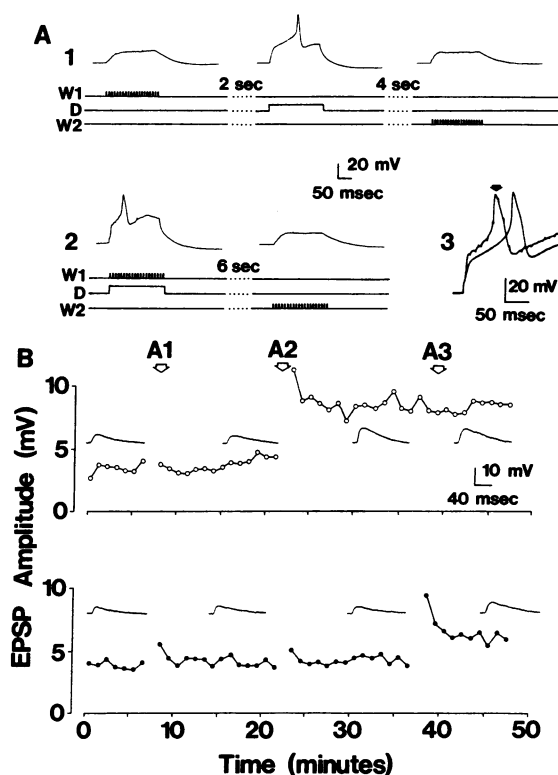 A
1
2 sec
4 sec
W1
D
W2
20 mV
50 msec
2
6 sec
W1
D
W2
3
20 mV
50 msec
B
A1
A2
A3
EPSP Amplitude (mV)
10
5
0
10 mV
40 msec
10
5
0
0
10
20
30
40
50
Time (minutes)